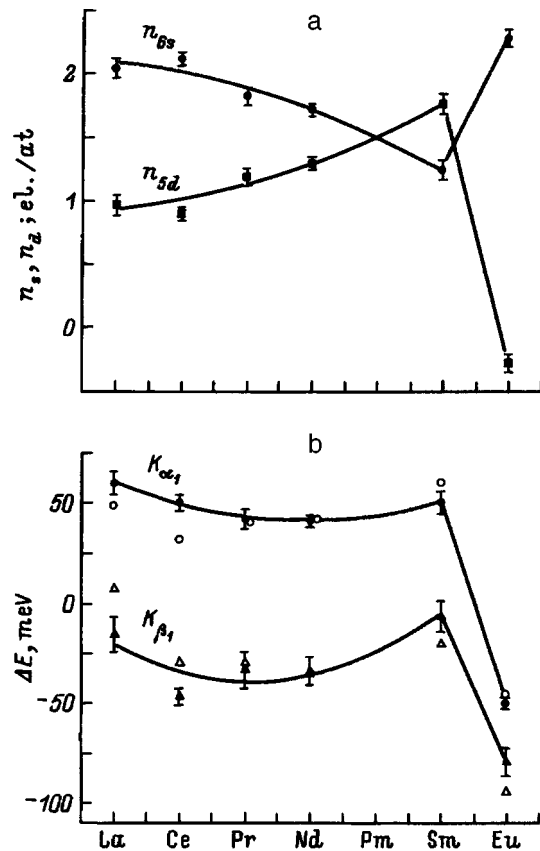 a
n₆ₛ
2
n₅d
1
nₛ, n_d; el./at
0
b
Kα₁
50
0
Kβ₁
ΔE, meV
-50
-100
La Ce Pr Nd Pm Sm Eu